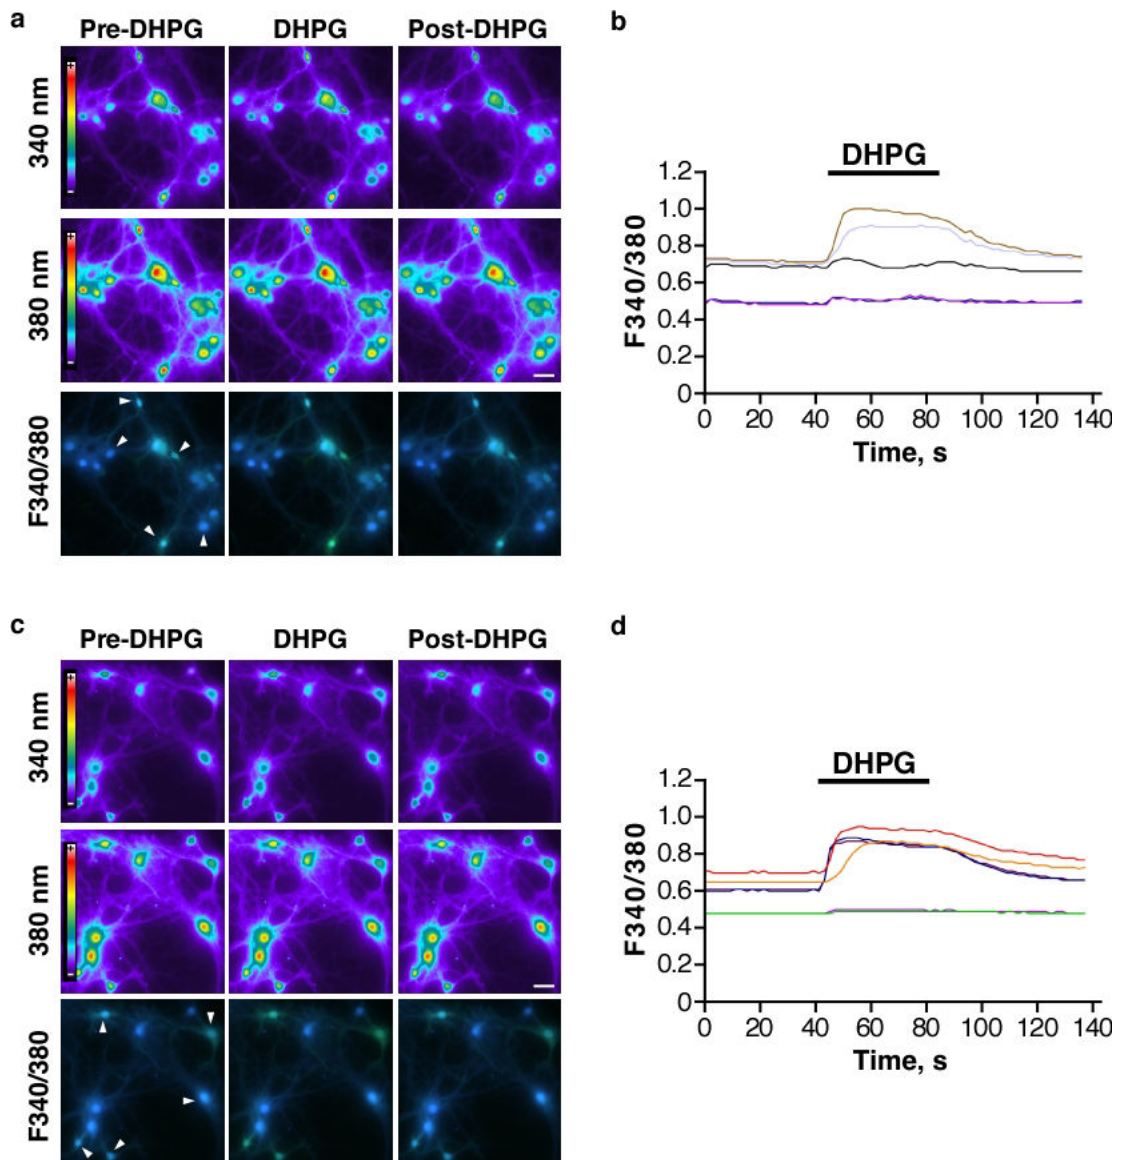 a
Pre-DHPG DHPG Post-DHPG
340 nm
+
–
380 nm
+
–
F340/380
b
DHPG
1.2
1.0
0.8
0.6
0.4
0.2
0
F340/380
0 20 40 60 80 100 120 140
Time, s
c
Pre-DHPG DHPG Post-DHPG
340 nm
+
–
380 nm
+
–
F340/380
d
DHPG
1.2
1.0
0.8
0.6
0.4
0.2
0
F340/380
0 20 40 60 80 100 120 140
Time, s